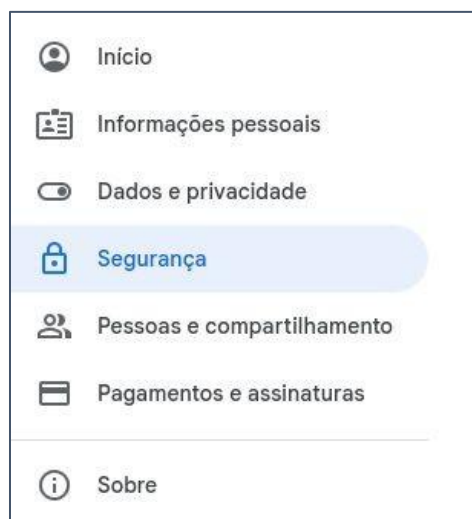 Início
Informações pessoais
Dados e privacidade
Segurança
Pessoas e compartilhamento
Pagamentos e assinaturas
Sobre